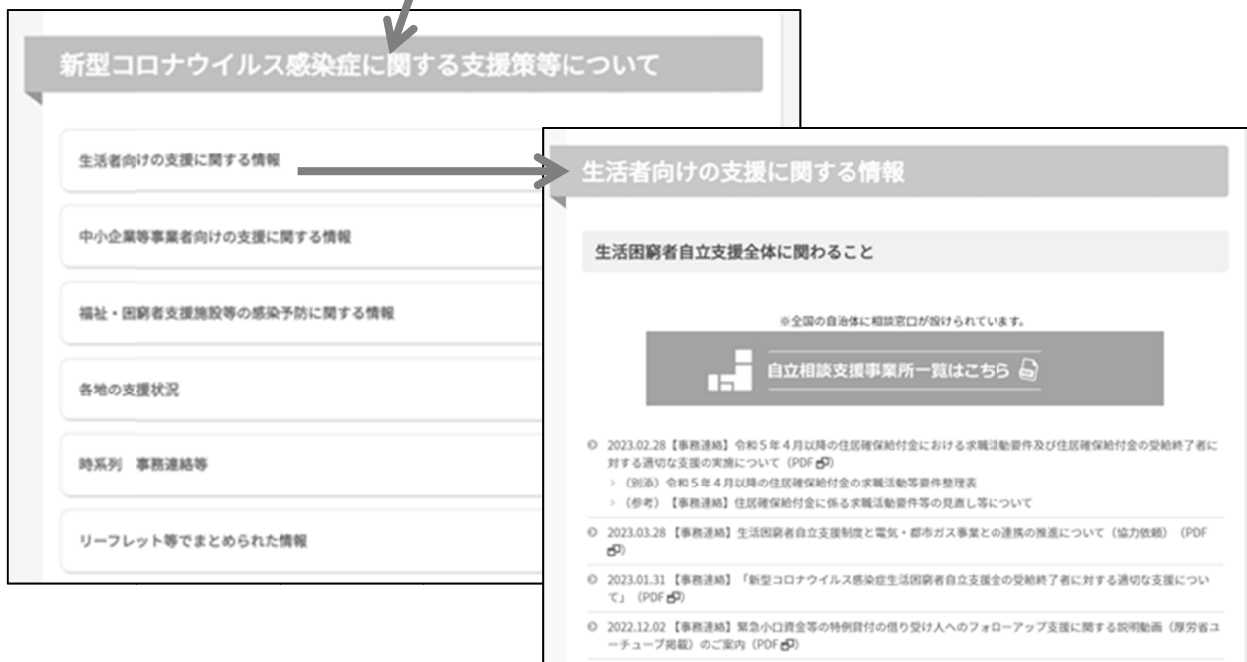 新型コロナウイルス感染症に関する支援策等について
生活者向けの支援に関する情報
中小企業等事業者向けの支援に関する情報
福祉・困窮者支援施設等の感染予防に関する情報
各地の支援状況
時系列　事務連絡等
リーフレット等でまとめられた情報
生活者向けの支援に関する情報
生活困窮者自立支援全体に関わること
※全国の自治体に相談窓口が設けられています。
自立相談支援事業所一覧はこちら
2023.02.28【事務連絡】令和５年４月以降の住居確保給付金における求職活動要件及び住居確保給付金の受給終了者に
対する適切な支援の実施について（PDF）
（別添）令和５年４月以降の住居確保給付金の求職活動等要件整理表
（参考）【事務連絡】住居確保給付金に係る求職活動要件等の見直し等について
2023.03.28【事務連絡】生活困窮者自立支援制度と電気・都市ガス事業との連携の推進について（協力依頼）（PDF
）
2023.01.31【事務連絡】「新型コロナウイルス感染症生活困窮者自立支援金の受給終了者に対する適切な支援につい
て」（PDF）
2022.12.02【事務連絡】緊急小口資金等の特例貸付の借り受け人へのフォローアップ支援に関する説明動画（厚労省ユ
ーチューブ掲載）のご案内（PDF）